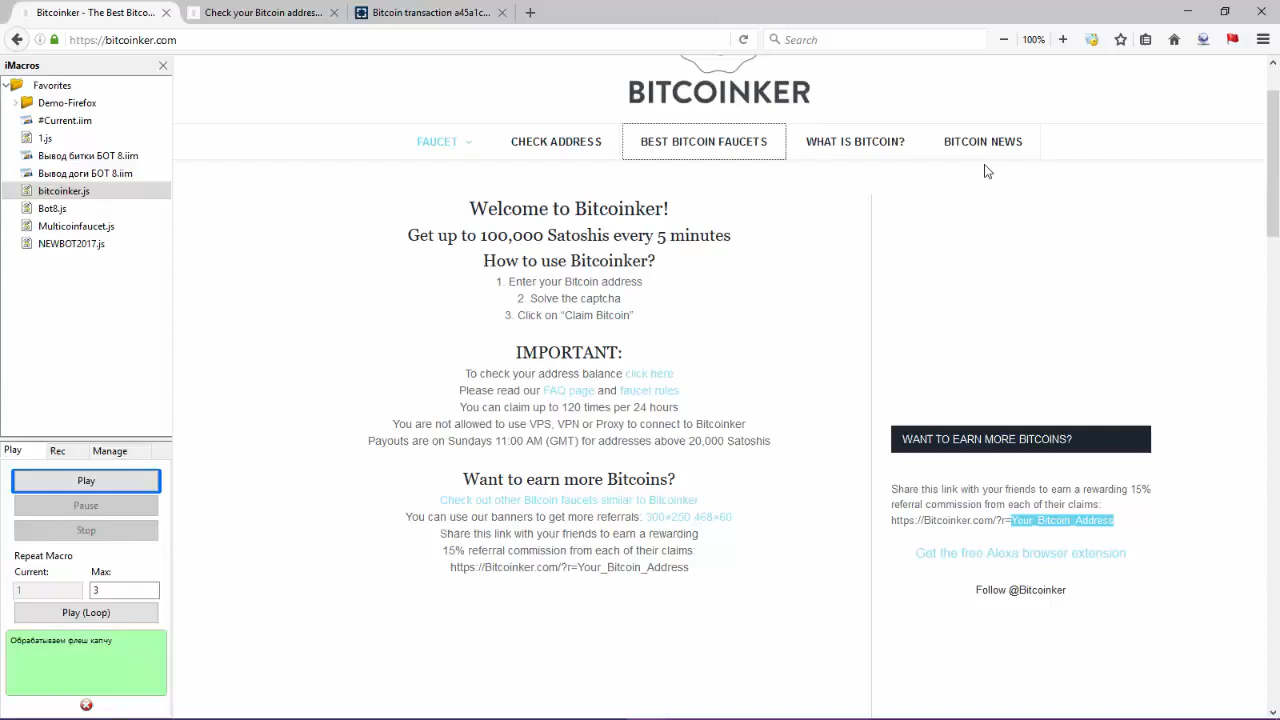 Bitcoinker - The Best Bitco...
Check your Bitcoin addres...
Bitcoin transaction a45a1c...
https://bitcoinker.com
Search
100%
iMacros
Favorites
Demo-Firefox
#Current.iim
1.js
Вывод битки БОТ 8.iim
Вывод доги БОТ 8.iim
bitcoinker.js
Bot8.js
Multicoinfaucet.js
NEWBOT2017.js
Play
Rec
Manage
Play
Pause
Stop
Repeat Macro
Current:
Max:
1
3
Play (Loop)
Обрабатываем флеш капчу
BITCOINKER
FAUCET
CHECK ADDRESS
BEST BITCOIN FAUCETS
WHAT IS BITCOIN?
BITCOIN NEWS
Welcome to Bitcoinker!
Get up to 100,000 Satoshis every 5 minutes
How to use Bitcoinker?
1. Enter your Bitcoin address
2. Solve the captcha
3. Click on “Claim Bitcoin”
IMPORTANT:
To check your address balance click here
Please read our FAQ page and faucet rules
You can claim up to 120 times per 24 hours
You are not allowed to use VPS, VPN or Proxy to connect to Bitcoinker
Payouts are on Sundays 11:00 AM (GMT) for addresses above 20,000 Satoshis
Want to earn more Bitcoins?
Check out other Bitcoin faucets similar to Bitcoinker
You can use our banners to get more referrals: 300×250 468×60
Share this link with your friends to earn a rewarding
15% referral commission from each of their claims:
https://Bitcoinker.com/?r=Your_Bitcoin_Address
WANT TO EARN MORE BITCOINS?
Share this link with your friends to earn a rewarding 15%
referral commission from each of their claims:
https://Bitcoinker.com/?r=Your_Bitcoin_Address
Get the free Alexa browser extension
Follow @Bitcoinker